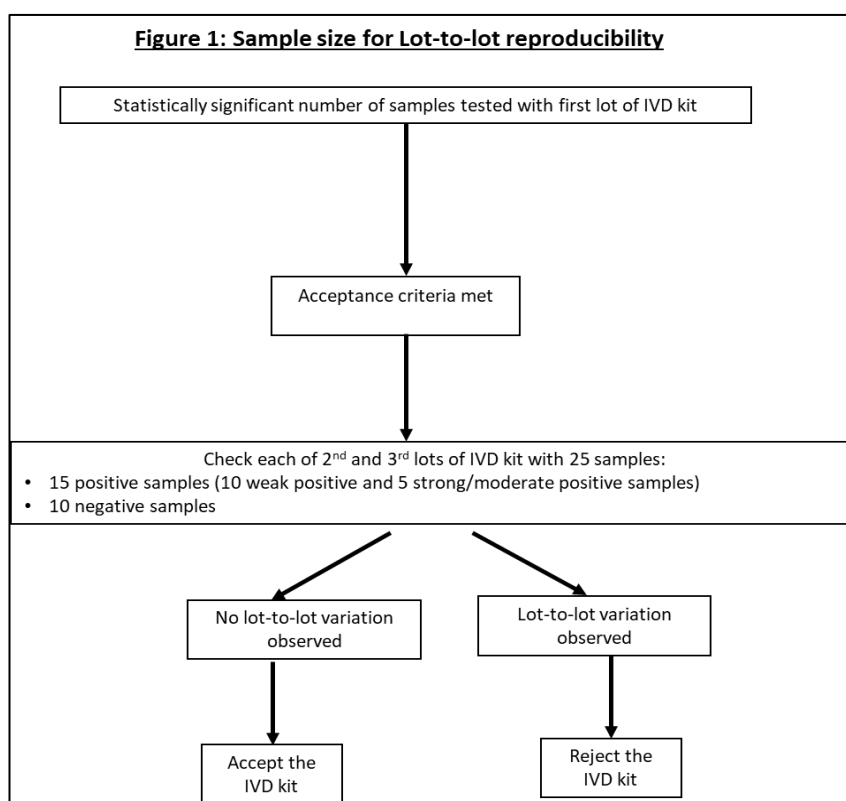 Figure 1: Sample size for Lot-to-lot reproducibility
Statistically significant number of samples tested with first lot of IVD kit
Acceptance criteria met
Check each of 2nd and 3rd lots of IVD kit with 25 samples:
• 15 positive samples (10 weak positive and 5 strong/moderate positive samples)
• 10 negative samples
No lot-to-lot variation
observed
Lot-to-lot variation
observed
Accept the
IVD kit
Reject the
IVD kit